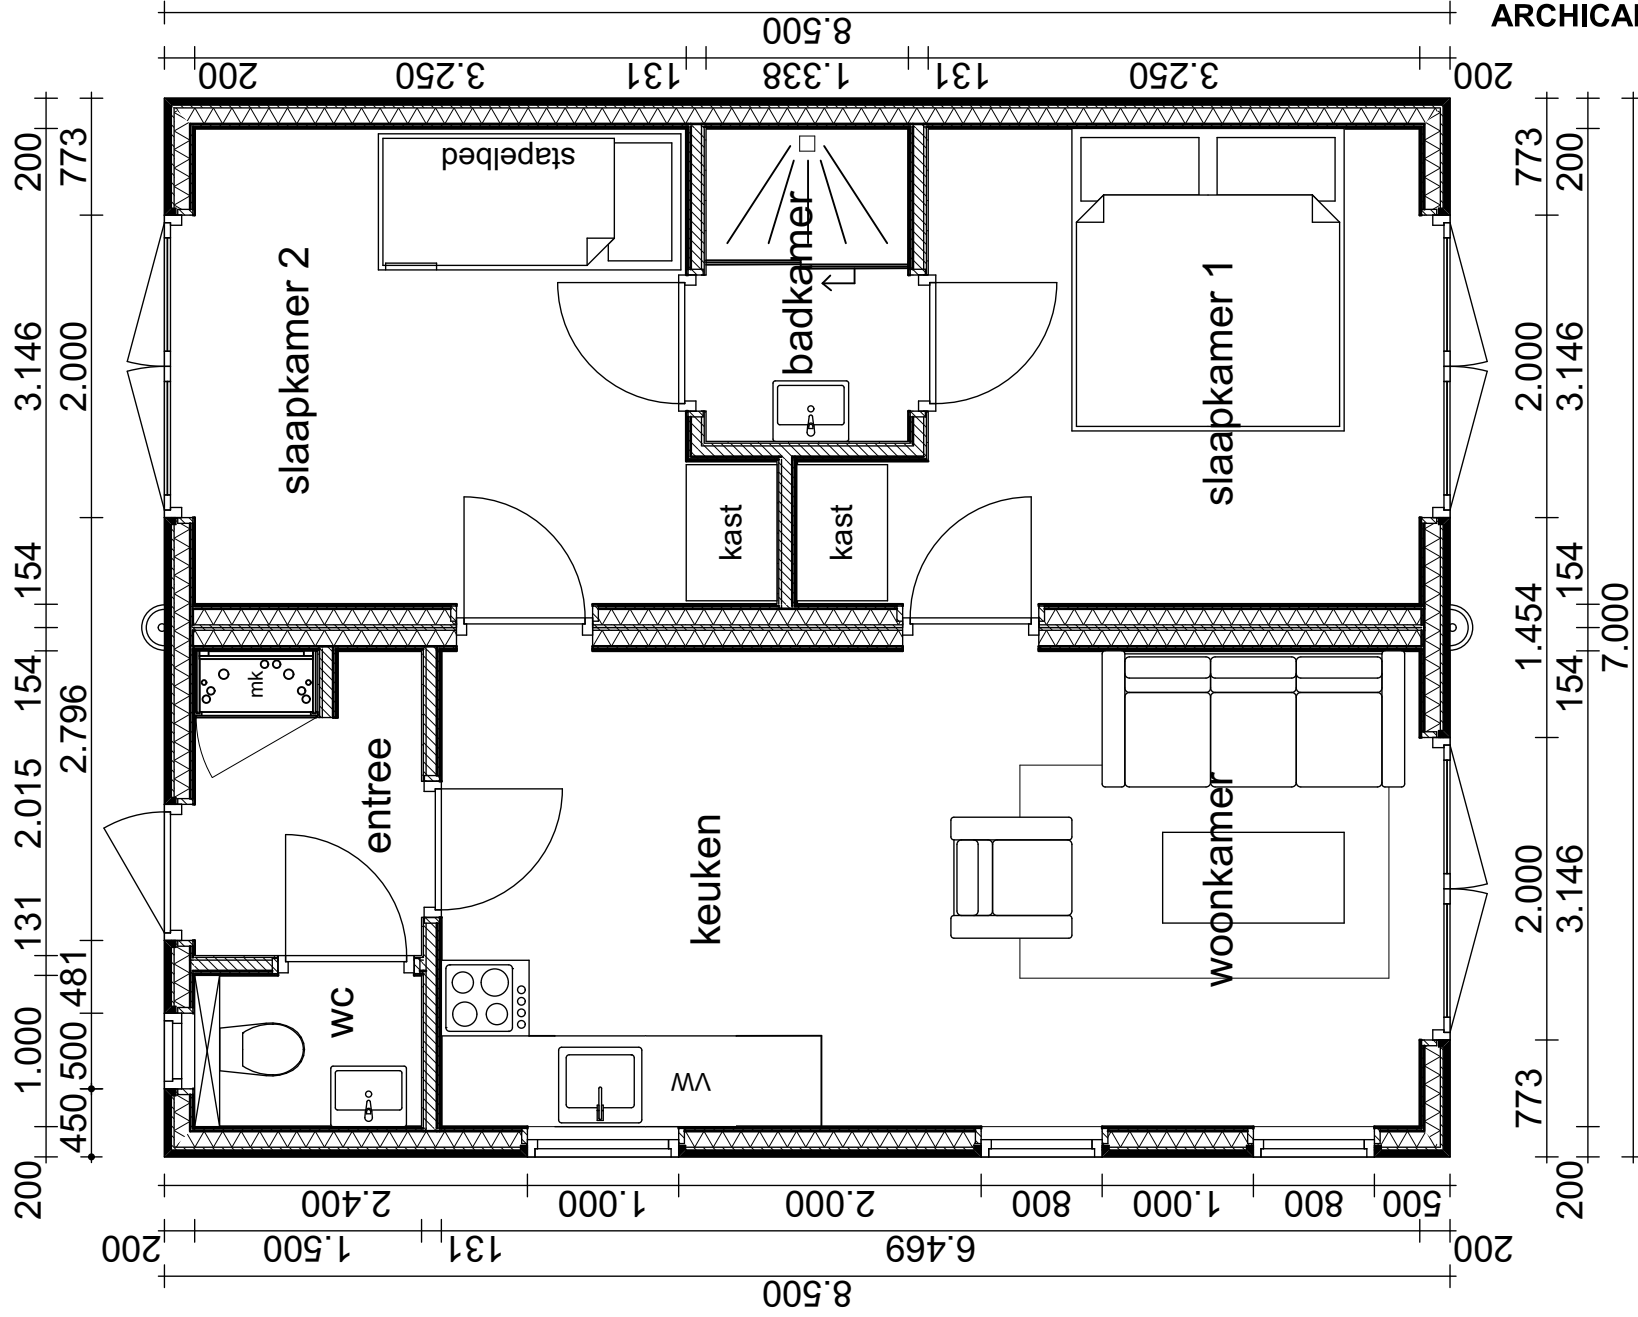 ARCHICAD
8.500
200 3.250 131 1.338 131 3.250 200
200 3.146 154 154 2.015 131 1.000 200
773 2.000 2.796 481 500 450
stapelbed
slaapkamer 2
badkamer
slaapkamer 1
kast
kast
mk
entree
keuken
woonkamer
wc
vw
773 2.000 1.454 2.000 773
200 3.146 154 154 3.146 200
7.000
2.400 1.000 2.000 800 1.000 800 500
200 1.500 131 6.469 200
8.500